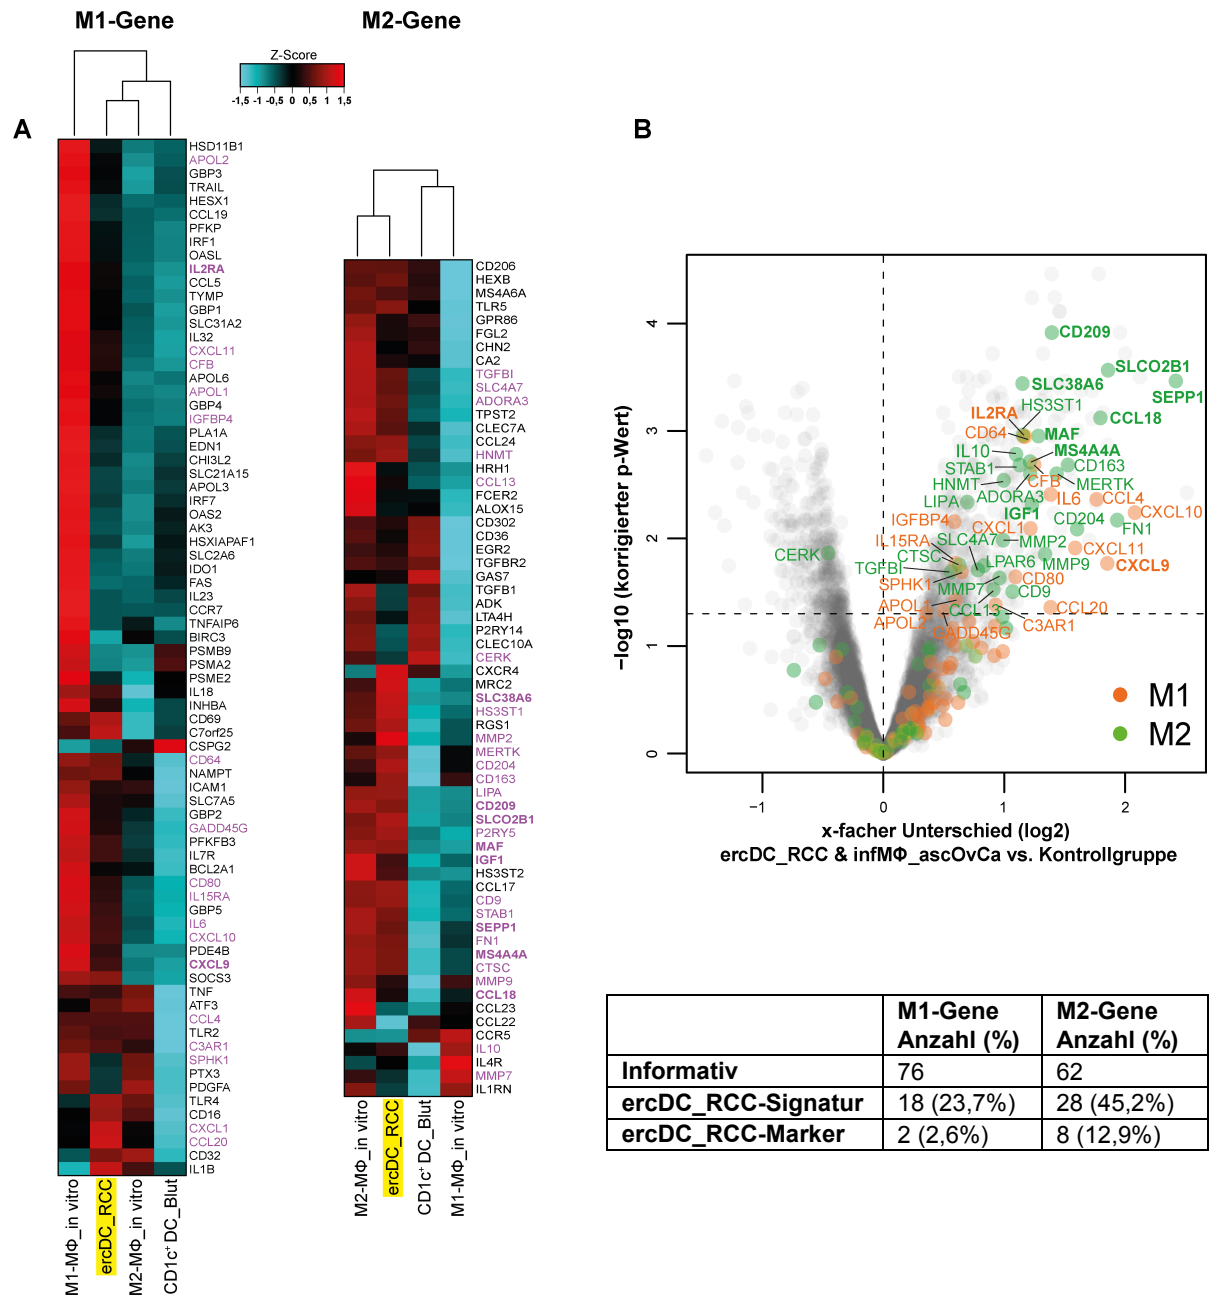 M1-Gene
M2-Gene
Z-Score
-1,5 -1 -0,5 0 0,5 1 1,5
A
HSD11B1
APOL2
GBP3
TRAIL
HESX1
CCL19
PFKP
IRF1
OASL
IL2RA
CCL5
TYMP
GBP1
SLC31A2
IL32
CXCL11
CFB
APOL6
APOL1
GBP4
IGFBP4
PLA1A
EDN1
CHI3L2
SLC21A15
APOL3
IRF7
OAS2
AK3
HSXIAPAF1
SLC2A6
IDO1
FAS
IL23
CCR7
TNFAIP6
BIRC3
PSMB9
PSMA2
PSME2
IL18
INHBA
CD69
C7orf25
CSPG2
CD64
NAMPT
ICAM1
SLC7A5
GBP2
GADD45G
PFKFB3
IL7R
BCL2A1
CD80
IL15RA
GBP5
IL6
CXCL10
PDE4B
CXCL9
SOCS3
TNF
ATF3
CCL4
TLR2
C3AR1
SPHK1
PTX3
PDGFA
TLR4
CD16
CXCL1
CCL20
CD32
IL1B
M1-MΦ_in vitro
ercDC_RCC
M2-MΦ_in vitro
CD1c⁺ DC_Blut
CD206
HEXB
MS4A6A
TLR5
GPR86
FGL2
CHN2
CA2
TGFBI
SLC4A7
ADORA3
TPST2
CLEC7A
CCL24
HNMT
HRH1
CCL13
FCER2
ALOX15
CD302
CD36
EGR2
TGFBR2
GAS7
TGFB1
ADK
LTA4H
P2RY14
CLEC10A
CERK
CXCR4
MRC2
SLC38A6
HS3ST1
RGS1
MMP2
MERTK
CD204
CD163
LIPA
CD209
SLCO2B1
P2RY5
MAF
IGF1
HS3ST2
CCL17
CD9
STAB1
SEPP1
FN1
MS4A4A
CTSC
MMP9
CCL18
CCL23
CCL22
CCR5
IL10
IL4R
MMP7
IL1RN
M2-MΦ_in vitro
ercDC_RCC
CD1c⁺ DC_Blut
M1-MΦ_in vitro
B
−log10 (korrigierter p-Wert)
4
3
2
1
0
CD209
SLCO2B1
SLC38A6
SEPP1
HS3ST1
IL2RA
CCL18
CD64
MAF
IL10
MS4A4A
STAB1
CD163
CFB
HNMT
MERTK
ADORA3
IL6
CCL4
LIPA
IGF1
CXCL10
IGFBP4
CD204
CXCL1
FN1
IL15RA
SLC4A7
MMP2
CXCL11
CERK
CTSC
LPAR6
MMP9
CXCL9
TGFBI
SPHK1
CD80
MMP7
CD9
APOL1
CCL13
CCL20
APOL2
GADD45G
C3AR1
M1
M2
−1 0 1 2
x-facher Unterschied (log2)
ercDC_RCC & infMΦ_ascOvCa vs. Kontrollgruppe
M1-Gene M2-Gene
Anzahl (%) Anzahl (%)
Informativ 76 62
ercDC_RCC-Signatur 18 (23,7%) 28 (45,2%)
ercDC_RCC-Marker 2 (2,6%) 8 (12,9%)